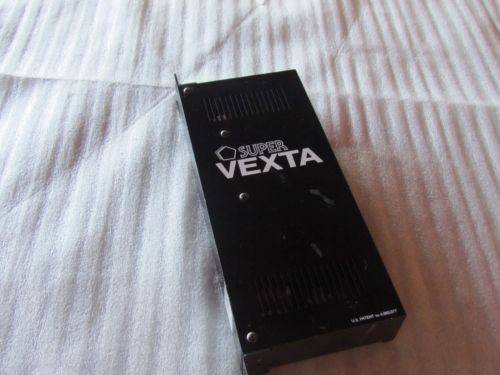 SUPER
VEXTA
U.S. PATENT